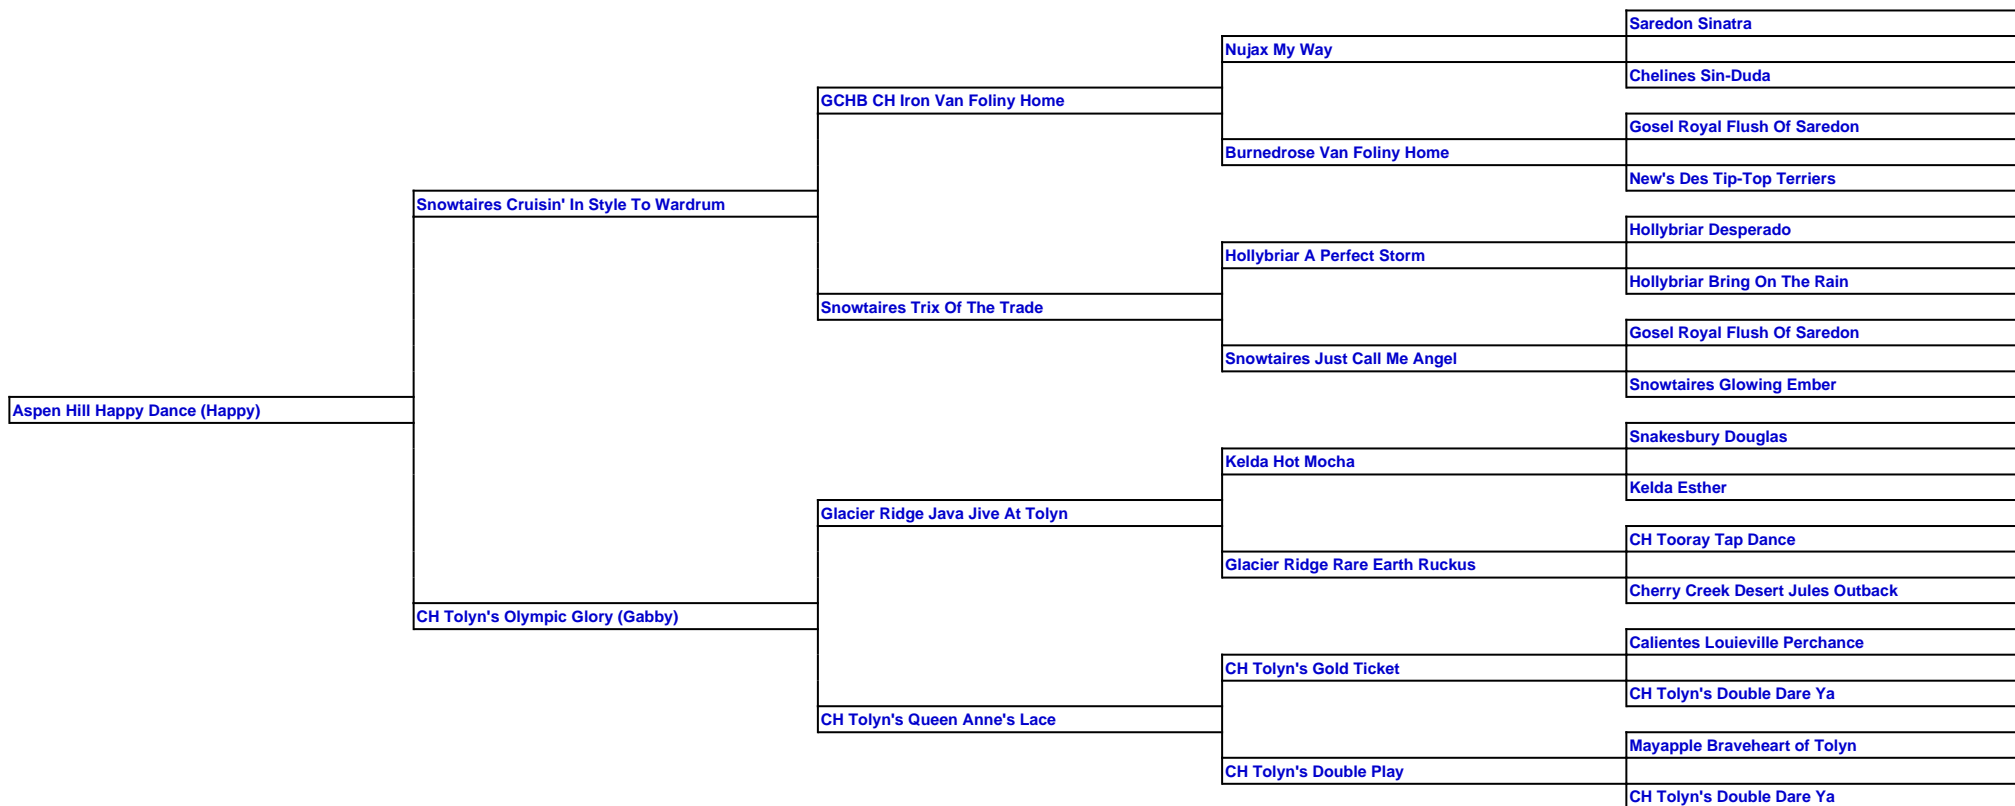 Saredon Sinatra
Nujax My Way
Chelines Sin-Duda
GCHB CH Iron Van Foliny Home
Gosel Royal Flush Of Saredon
Burnedrose Van Foliny Home
New's Des Tip-Top Terriers
Snowtaires Cruisin' In Style To Wardrum
Hollybriar Desperado
Hollybriar A Perfect Storm
Hollybriar Bring On The Rain
Snowtaires Trix Of The Trade
Gosel Royal Flush Of Saredon
Snowtaires Just Call Me Angel
Snowtaires Glowing Ember
Aspen Hill Happy Dance (Happy)
Snakesbury Douglas
Kelda Hot Mocha
Kelda Esther
Glacier Ridge Java Jive At Tolyn
CH Tooray Tap Dance
Glacier Ridge Rare Earth Ruckus
Cherry Creek Desert Jules Outback
CH Tolyn's Olympic Glory (Gabby)
Calientes Louieville Perchance
CH Tolyn's Gold Ticket
CH Tolyn's Double Dare Ya
CH Tolyn's Queen Anne's Lace
Mayapple Braveheart of Tolyn
CH Tolyn's Double Play
CH Tolyn's Double Dare Ya